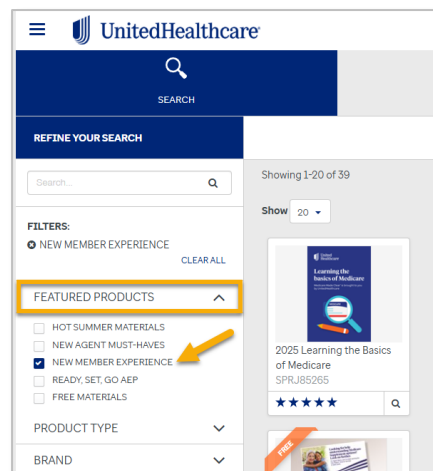 UnitedHealthcare
SEARCH
REFINE YOUR SEARCH
Search...
Showing 1-20 of 39
Show 20
FILTERS:
NEW MEMBER EXPERIENCE
CLEAR ALL
FEATURED PRODUCTS
HOT SUMMER MATERIALS
NEW AGENT MUST-HAVES
NEW MEMBER EXPERIENCE
READY, SET, GO AEP
FREE MATERIALS
PRODUCT TYPE
BRAND
United
Healthcare
Learning the
basics of Medicare
2025 Learning the Basics
of Medicare
SPRJ85265
FREE